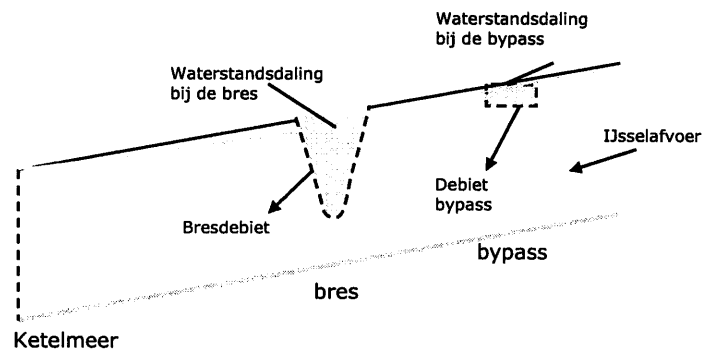 Waterstandsdaling
bij de bypass
Waterstandsdaling
bij de bres
IJsselafvoer
Debiet
bypass
Bresdebiet
bypass
bres
Ketelmeer